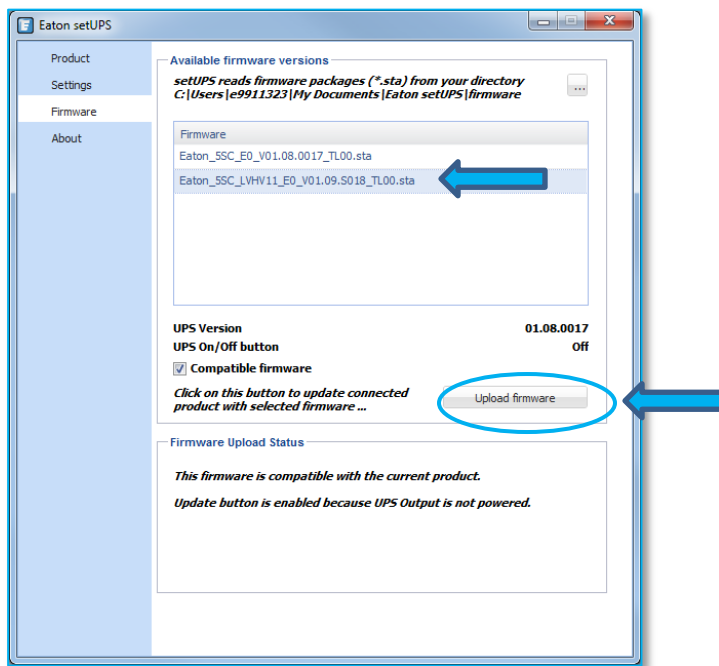 Eaton setUPS
Product
Settings
Firmware
About
Available firmware versions
setUPS reads firmware packages (*.sta) from your directory
C:|Users|e9911323|My Documents|Eaton setUPS|firmware
...
Firmware
Eaton_5SC_E0_V01.08.0017_TL00.sta
Eaton_5SC_LVHV11_E0_V01.09.S018_TL00.sta
UPS Version 01.08.0017
UPS On/Off button Off
Compatible firmware
Click on this button to update connected
product with selected firmware ...
Upload firmware
Firmware Upload Status
This firmware is compatible with the current product.
Update button is enabled because UPS Output is not powered.